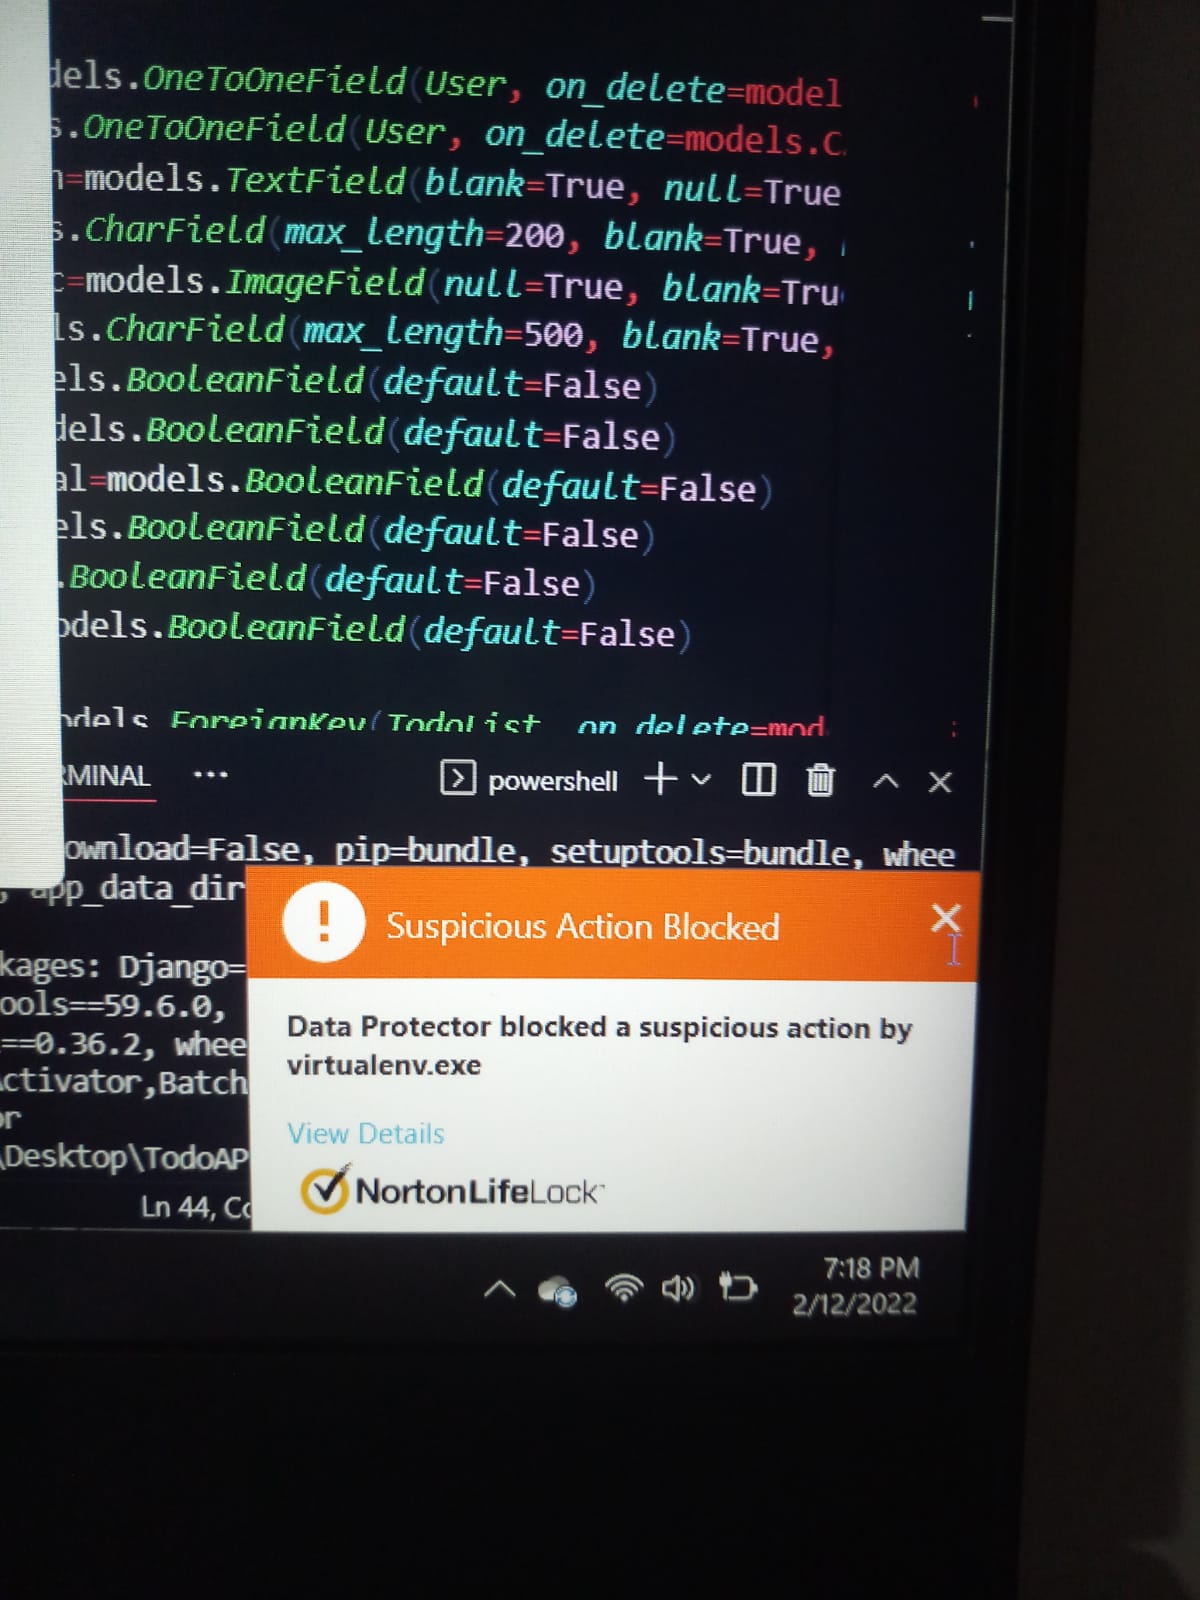 dels.OneToOneField(User, on_delete=model
s.OneToOneField(User, on_delete=models.C
=models.TextField(blank=True, null=True
s.CharField(max_length=200, blank=True,
=models.ImageField(null=True, blank=Tru
ls.CharField(max_length=500, blank=True,
els.BooleanField(default=False)
dels.BooleanField(default=False)
al=models.BooleanField(default=False)
els.BooleanField(default=False)
.BooleanField(default=False)
odels.BooleanField(default=False)
odels ForeignKey(TodoList on_delete=mod
RMINAL ... powershell
ownload=False, pip=bundle, setuptools=bundle, whee
, app_data_dir
kages: Django=
ools==59.6.0,
==0.36.2, whee
ctivator,Batch
or
\Desktop\TodoAP
Ln 44, Co
Suspicious Action Blocked
Data Protector blocked a suspicious action by
virtualenv.exe
View Details
NortonLifeLock
7:18 PM
2/12/2022